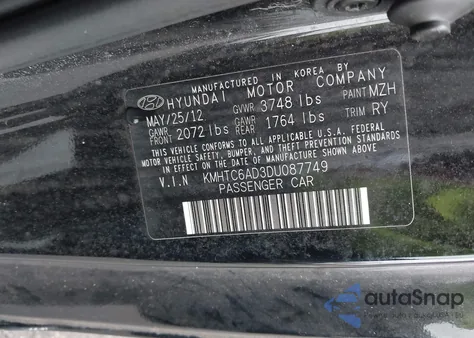 MANUFACTURED IN KOREA BY
HYUNDAI MOTOR COMPANY
MAY/25/12 GVWR 3748 lbs PAINT MZH
GAWR FRONT 2072 lbs GAWR REAR 1764 lbs TRIM RY
THIS VEHICLE CONFORMS TO ALL APPLICABLE U.S.A. FEDERAL
MOTOR VEHICLE SAFETY, BUMPER, AND THEFT PREVENTION STANDARDS
IN EFFECT ON THE DATE OF MANUFACTURE SHOWN ABOVE.
V.I.N KMHTC6AD3DU087749
PASSENGER CAR
autoSnap